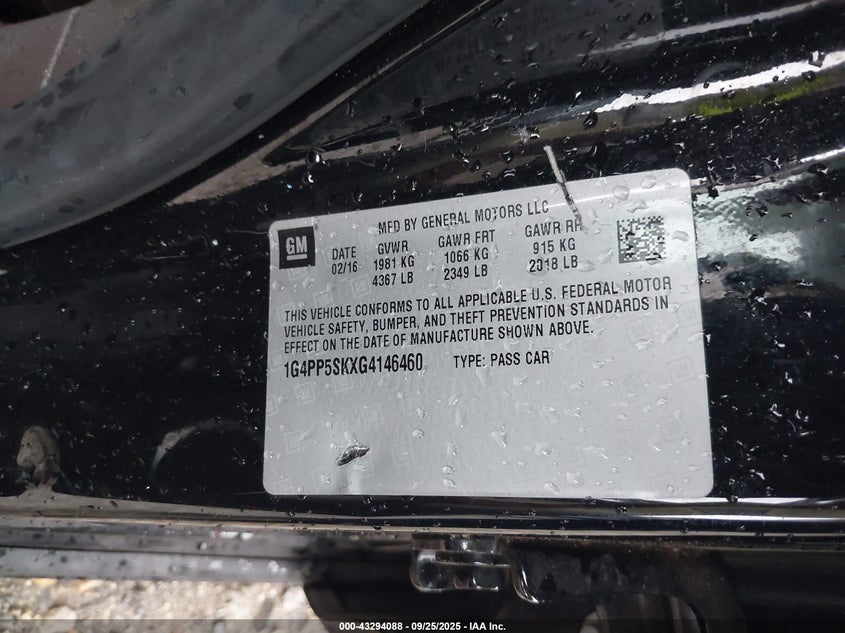 GM
MFD BY GENERAL MOTORS LLC
DATE GVWR GAWR FRT GAWR RR
02/16 1981 KG 1066 KG 915 KG
4367 LB 2349 LB 2018 LB
THIS VEHICLE CONFORMS TO ALL APPLICABLE U.S. FEDERAL MOTOR
VEHICLE SAFETY, BUMPER, AND THEFT PREVENTION STANDARDS IN
EFFECT ON THE DATE OF MANUFACTURE SHOWN ABOVE.
1G4PP5SKXG4146460 TYPE: PASS CAR
000-43294088 - 09/25/2025 - IAA Inc.